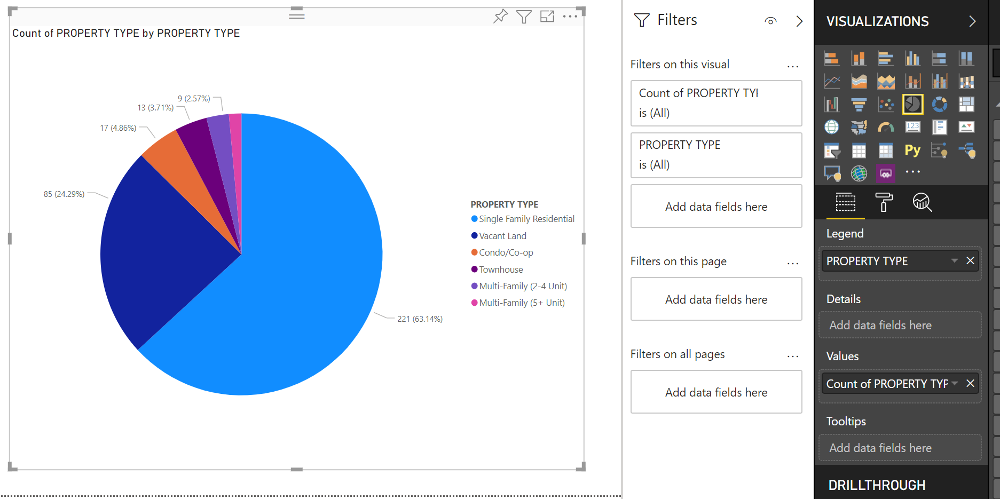 Count of PROPERTY TYPE by PROPERTY TYPE
9 (2.57%)
13 (3.71%)
17 (4.86%)
85 (24.29%)
221 (63.14%)
PROPERTY TYPE
Single Family Residential
Vacant Land
Condo/Co-op
Townhouse
Multi-Family (2-4 Unit)
Multi-Family (5+ Unit)
Filters
Filters on this visual
...
Count of PROPERTY TYI
is (All)
PROPERTY TYPE
is (All)
Add data fields here
Filters on this page
...
Add data fields here
Filters on all pages
...
Add data fields here
VISUALIZATIONS
123
Py
...
Legend
PROPERTY TYPE
Details
Add data fields here
Values
Count of PROPERTY TYP
Tooltips
Add data fields here
DRILLTHROUGH